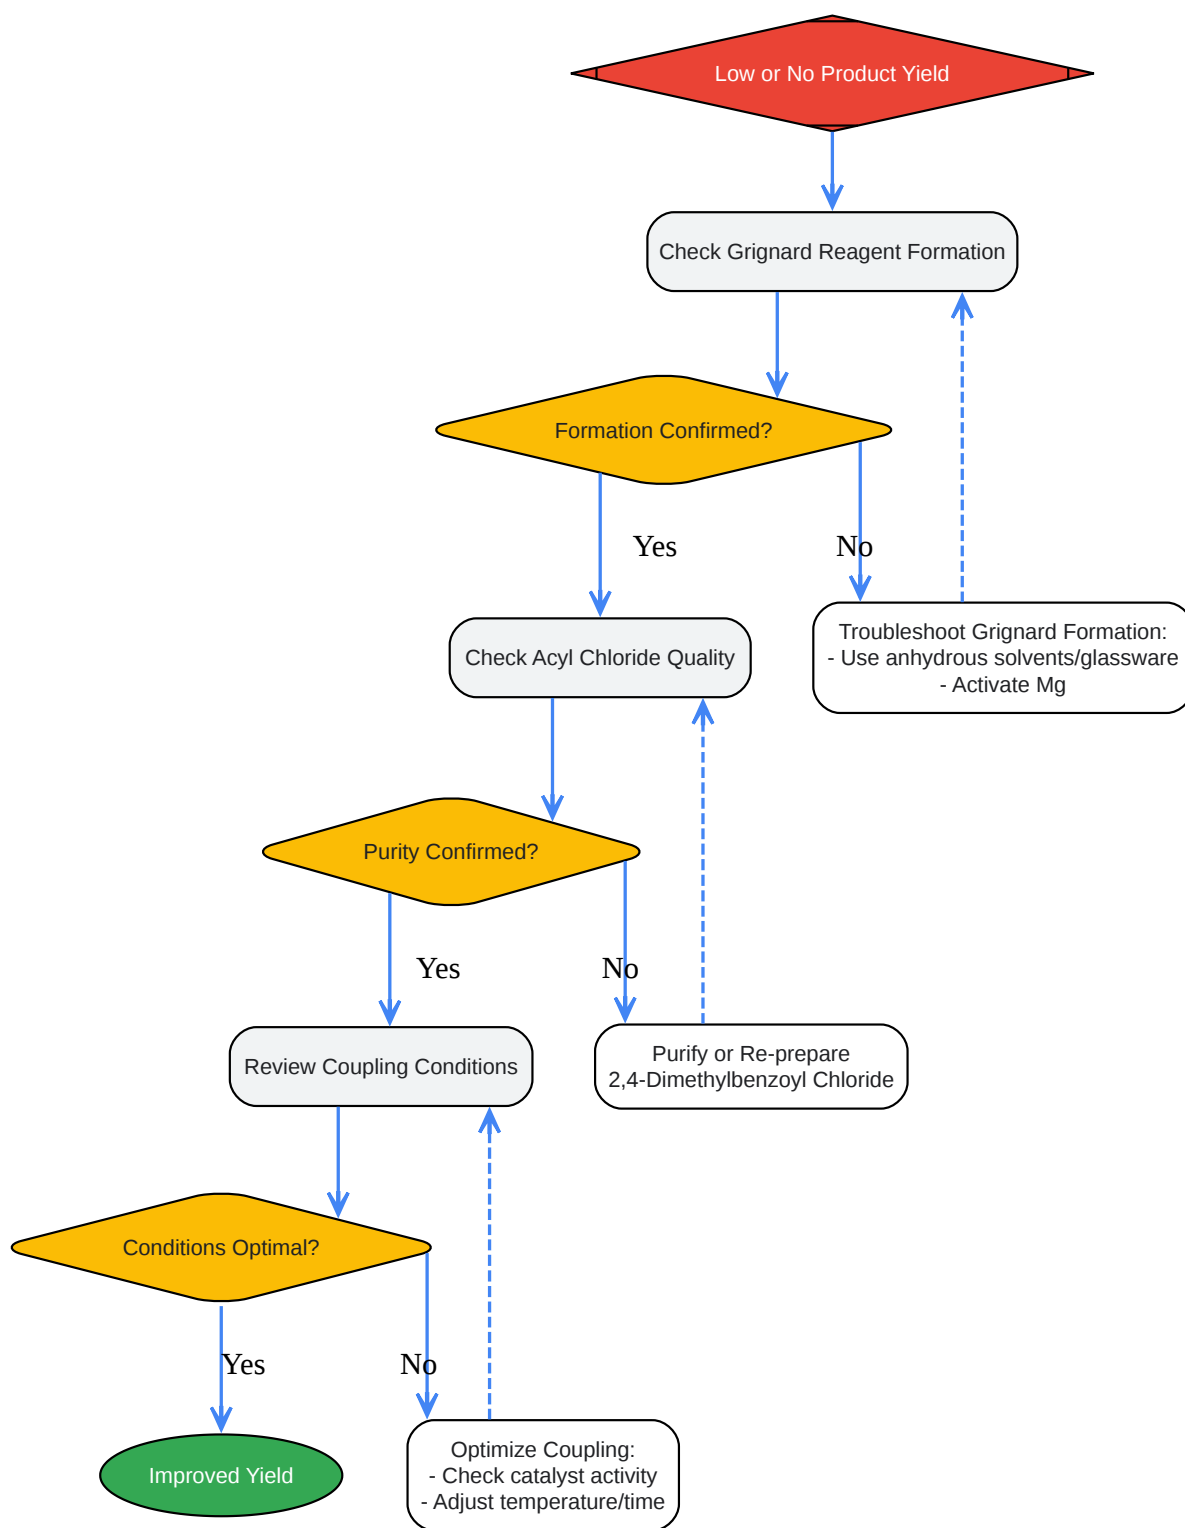 Low or No Product Yield
Check Grignard Reagent Formation
Formation Confirmed?
Yes
No
Troubleshoot Grignard Formation:
- Use anhydrous solvents/glassware
- Activate Mg
Check Acyl Chloride Quality
Purity Confirmed?
Yes
No
Purify or Re-prepare
2,4-Dimethylbenzoyl Chloride
Review Coupling Conditions
Conditions Optimal?
Yes
No
Improved Yield
Optimize Coupling:
- Check catalyst activity
- Adjust temperature/time